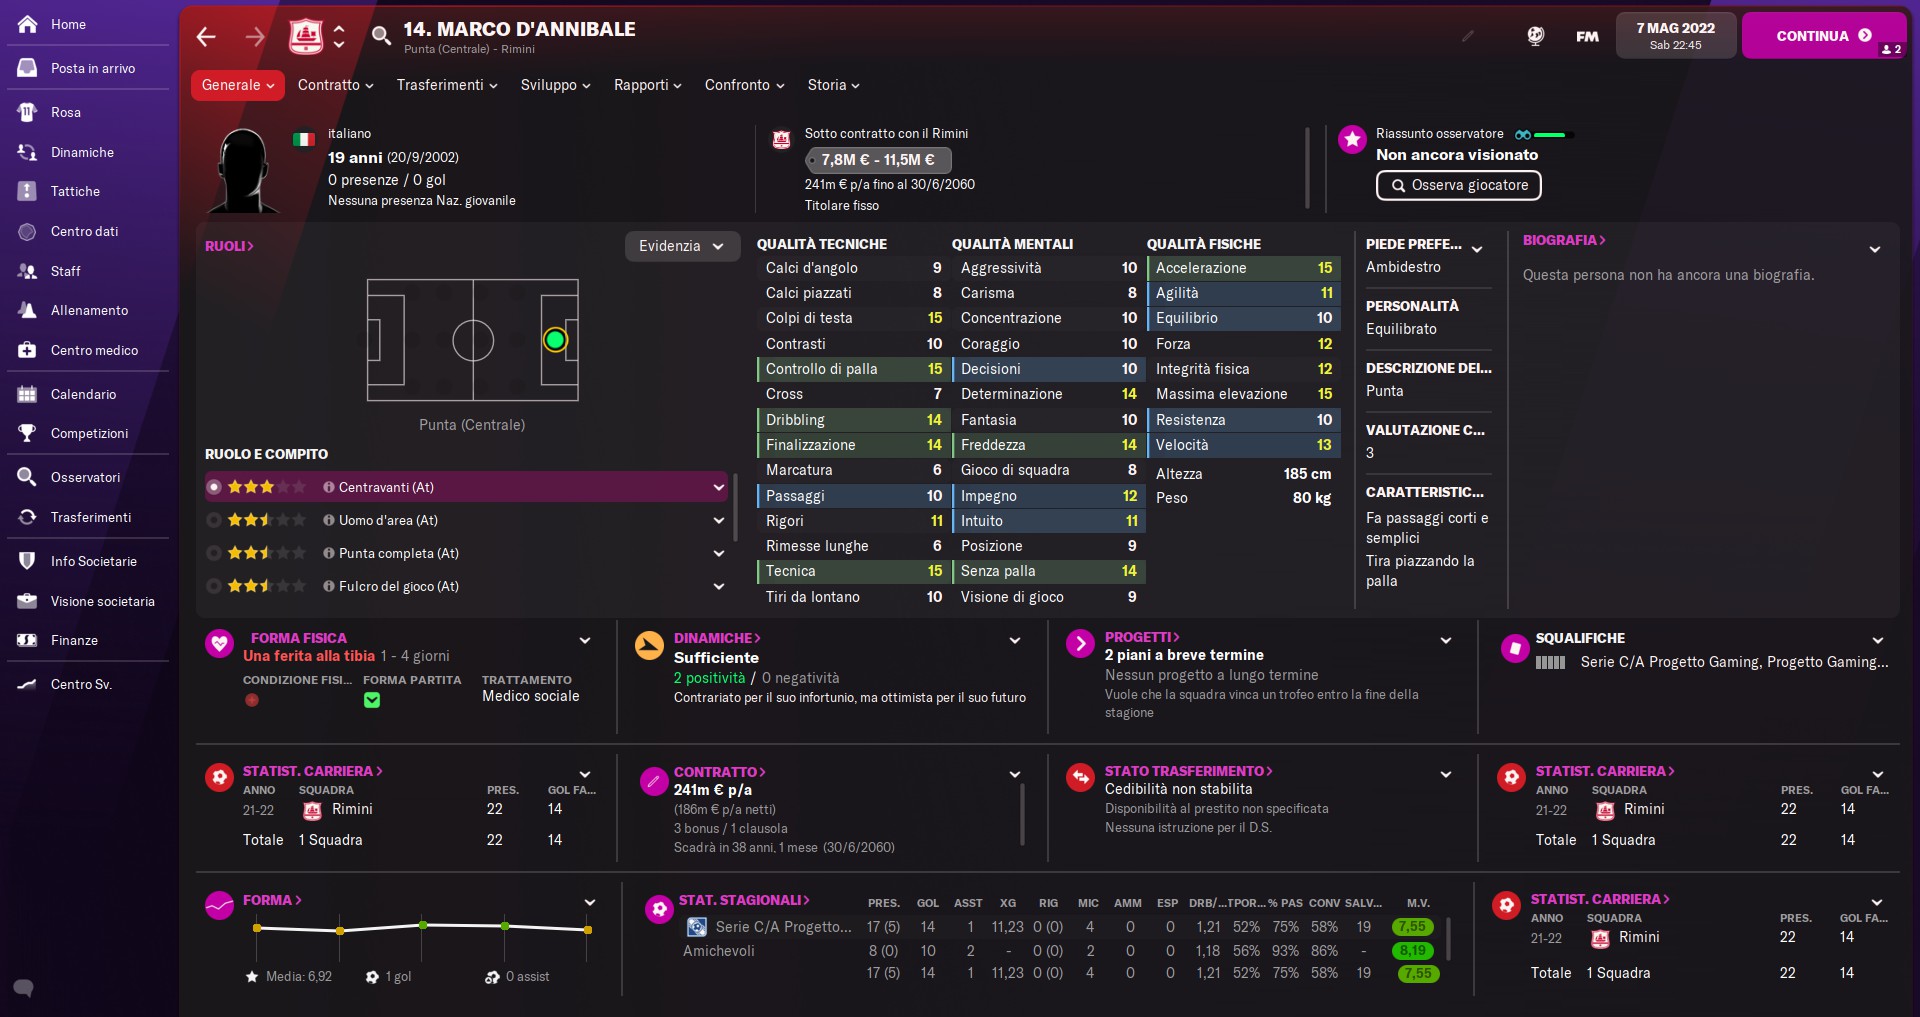 Home
Posta in arrivo
Rosa
Dinamiche
Tattiche
Centro dati
Staff
Allenamento
Centro medico
Calendario
Competizioni
Osservatori
Trasferimenti
Info Societarie
Visione societaria
Finanze
Centro Sv.
14. MARCO D'ANNIBALE
Punta (Centrale) - Rimini
FM
7 MAG 2022
Sab 22:45
CONTINUA
2
Generale
Contratto
Trasferimenti
Sviluppo
Rapporti
Confronto
Storia
italiano
19 anni (20/9/2002)
0 presenze / 0 gol
Nessuna presenza Naz. giovanile
Sotto contratto con il Rimini
7,8M € - 11,5M €
241m € p/a fino al 30/6/2060
Titolare fisso
Riassunto osservatore
Non ancora visionato
Osserva giocatore
RUOLI
Evidenzia
Punta (Centrale)
RUOLO E COMPITO
Centravanti (At)
Uomo d'area (At)
Punta completa (At)
Fulcro del gioco (At)
QUALITÀ TECNICHE
Calci d'angolo 9
Calci piazzati 8
Colpi di testa 15
Contrasti 10
Controllo di palla 15
Cross 7
Dribbling 14
Finalizzazione 14
Marcatura 6
Passaggi 10
Rigori 11
Rimesse lunghe 6
Tecnica 15
Tiri da lontano 10
QUALITÀ MENTALI
Aggressività 10
Carisma 8
Concentrazione 10
Coraggio 10
Decisioni 10
Determinazione 14
Fantasia 10
Freddezza 14
Gioco di squadra 8
Impegno 12
Intuito 11
Posizione 9
Senza palla 14
Visione di gioco 9
QUALITÀ FISICHE
Accelerazione 15
Agilità 11
Equilibrio 10
Forza 12
Integrità fisica 12
Massima elevazione 15
Resistenza 10
Velocità 13
Altezza 185 cm
Peso 80 kg
PIEDE PREFE...
Ambidestro
PERSONALITÀ
Equilibrato
DESCRIZIONE DEI...
Punta
VALUTAZIONE C...
3
CARATTERISTIC...
Fa passaggi corti e
semplici
Tira piazzando la
palla
BIOGRAFIA
Questa persona non ha ancora una biografia.
FORMA FISICA
Una ferita alla tibia 1 - 4 giorni
CONDIZIONE FISI... FORMA PARTITA TRATTAMENTO
Medico sociale
DINAMICHE
Sufficiente
2 positività / 0 negatività
Contrariato per il suo infortunio, ma ottimista per il suo futuro
PROGETTI
2 piani a breve termine
Nessun progetto a lungo termine
Vuole che la squadra vinca un trofeo entro la fine della
stagione
SQUALIFICHE
Serie C/A Progetto Gaming, Progetto Gaming...
STATIST. CARRIERA
ANNO SQUADRA PRES. GOL FA...
21-22 Rimini 22 14
Totale 1 Squadra 22 14
CONTRATTO
241m € p/a
(186m € p/a netti)
3 bonus / 1 clausola
Scadrà in 38 anni, 1 mese (30/6/2060)
STATO TRASFERIMENTO
Cedibilità non stabilita
Disponibilità al prestito non specificata
Nessuna istruzione per il D.S.
STATIST. CARRIERA
ANNO SQUADRA PRES. GOL FA...
21-22 Rimini 22 14
Totale 1 Squadra 22 14
FORMA
Media: 6,92 1 gol 0 assist
STAT. STAGIONALI PRES. GOL ASST XG RIG MIC AMM ESP DRB/... TPOR... % PAS CONV SALV... M.V.
Serie C/A Progetto... 17 (5) 14 1 11,23 0 (0) 4 0 0 1,21 52% 75% 58% 19 7,55
Amichevoli 8 (0) 10 2 - 0 (0) 2 0 0 1,18 56% 93% 86% - 8,19
17 (5) 14 1 11,23 0 (0) 4 0 0 1,21 52% 75% 58% 19 7,55
STATIST. CARRIERA
ANNO SQUADRA PRES. GOL FA...
21-22 Rimini 22 14
Totale 1 Squadra 22 14